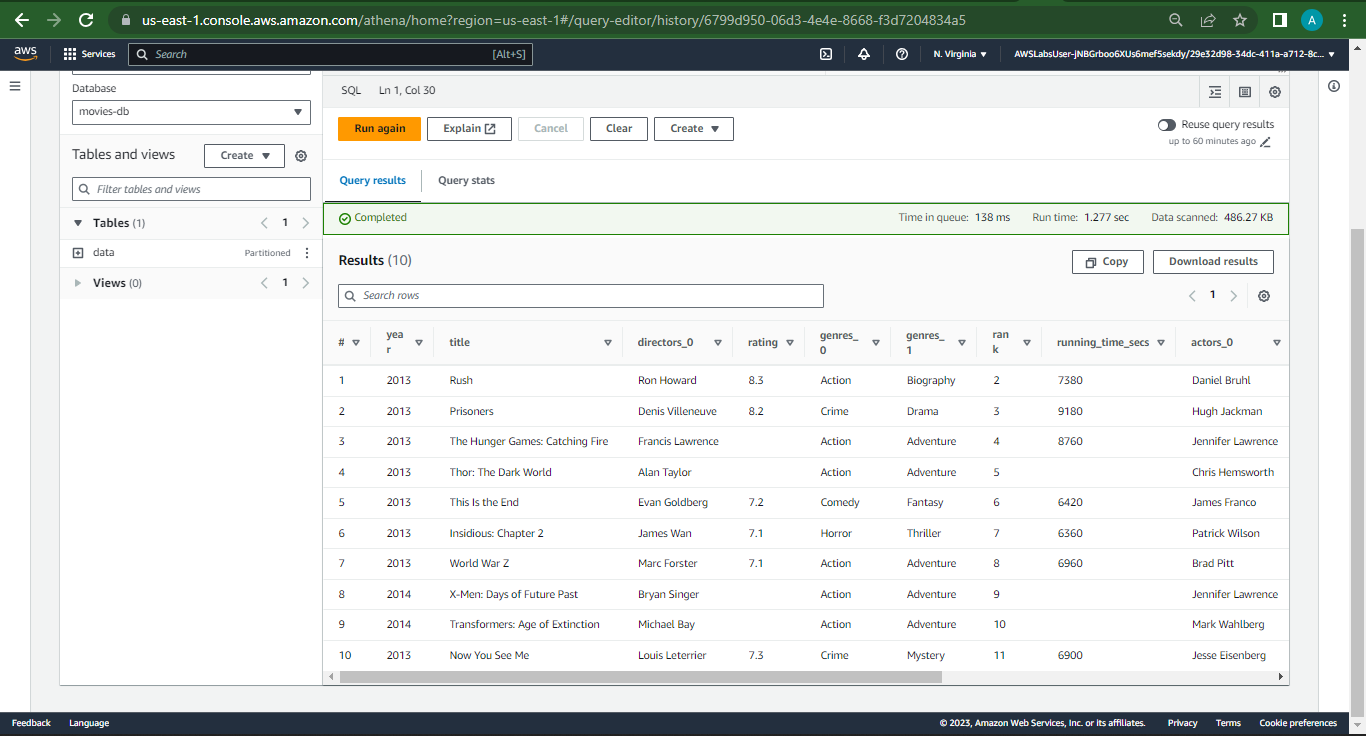 us-east-1.console.aws.amazon.com/athena/home?region=us-east-1#/query-editor/history/6799d950-06d3-4e4e-8668-f3d7204834a5
A
aws Services Search [Alt+S] N. Virginia AWSLabsUser-jNBGrboo6XUs6mef5sekdy/29e32d98-34dc-411a-a712-8c...
Database
movies-db
Tables and views Create
Filter tables and views
Tables (1) 1
data Partitioned
Views (0) 1
SQL Ln 1, Col 30
Run again Explain Cancel Clear Create
Reuse query results
up to 60 minutes ago
Query results Query stats
Completed Time in queue: 138 ms Run time: 1.277 sec Data scanned: 486.27 KB
Results (10) Copy Download results
Search rows 1
# year title directors_0 rating genres_0 genres_1 rank running_time_secs actors_0
1 2013 Rush Ron Howard 8.3 Action Biography 2 7380 Daniel Bruhl
2 2013 Prisoners Denis Villeneuve 8.2 Crime Drama 3 9180 Hugh Jackman
3 2013 The Hunger Games: Catching Fire Francis Lawrence Action Adventure 4 8760 Jennifer Lawrence
4 2013 Thor: The Dark World Alan Taylor Action Adventure 5 Chris Hemsworth
5 2013 This Is the End Evan Goldberg 7.2 Comedy Fantasy 6 6420 James Franco
6 2013 Insidious: Chapter 2 James Wan 7.1 Horror Thriller 7 6360 Patrick Wilson
7 2013 World War Z Marc Forster 7.1 Action Adventure 8 6960 Brad Pitt
8 2014 X-Men: Days of Future Past Bryan Singer Action Adventure 9 Jennifer Lawrence
9 2014 Transformers: Age of Extinction Michael Bay Action Adventure 10 Mark Wahlberg
10 2013 Now You See Me Louis Leterrier 7.3 Crime Mystery 11 6900 Jesse Eisenberg
Feedback Language © 2023, Amazon Web Services, Inc. or its affiliates. Privacy Terms Cookie preferences